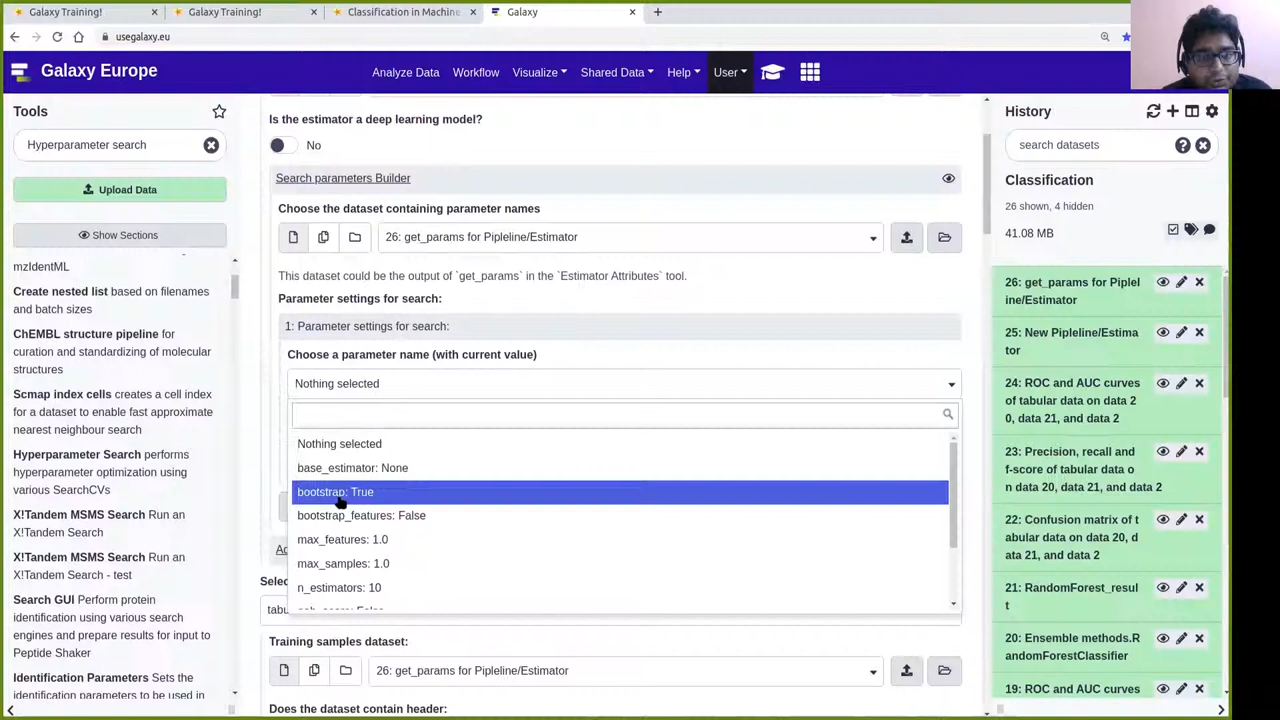 Galaxy Training!
Galaxy Training!
Classification in Machine
Galaxy
usegalaxy.eu
Galaxy Europe
Analyze Data
Workflow
Visualize
Shared Data
Help
User
Tools
Hyperparameter search
Upload Data
Show Sections
mzIdentML
Create nested list based on filenames
and batch sizes
ChEMBL structure pipeline for
curation and standardizing of molecular
structures
Scmap index cells creates a cell index
for a dataset to enable fast approximate
nearest neighbour search
Hyperparameter Search performs
hyperparameter optimization using
various SearchCVs
X!Tandem MSMS Search Run an
X!Tandem Search
X!Tandem MSMS Search Run an
X!Tandem Search - test
Search GUI Perform protein
identification using various search
engines and prepare results for input to
Peptide Shaker
Identification Parameters Sets the
identification parameters to be used in
Is the estimator a deep learning model?
No
Search parameters Builder
Choose the dataset containing parameter names
26: get_params for Pipleline/Estimator
This dataset could be the output of `get_params` in the `Estimator Attributes` tool.
Parameter settings for search:
1: Parameter settings for search:
Choose a parameter name (with current value)
Nothing selected
Nothing selected
base_estimator: None
bootstrap: True
bootstrap_features: False
max_features: 1.0
max_samples: 1.0
n_estimators: 10
Training samples dataset:
26: get_params for Pipleline/Estimator
Does the dataset contain header:
History
search datasets
Classification
26 shown, 4 hidden
41.08 MB
26: get_params for Piplel
ine/Estimator
25: New Pipleline/Estima
tor
24: ROC and AUC curves
of tabular data on data 2
0, data 21, and data 2
23: Precision, recall and
f-score of tabular data o
n data 20, data 21, and data 2
22: Confusion matrix of t
abular data on data 20, d
ata 21, and data 2
21: RandomForest_resul
t
20: Ensemble methods.R
andomForestClassifier
19: ROC and AUC curves